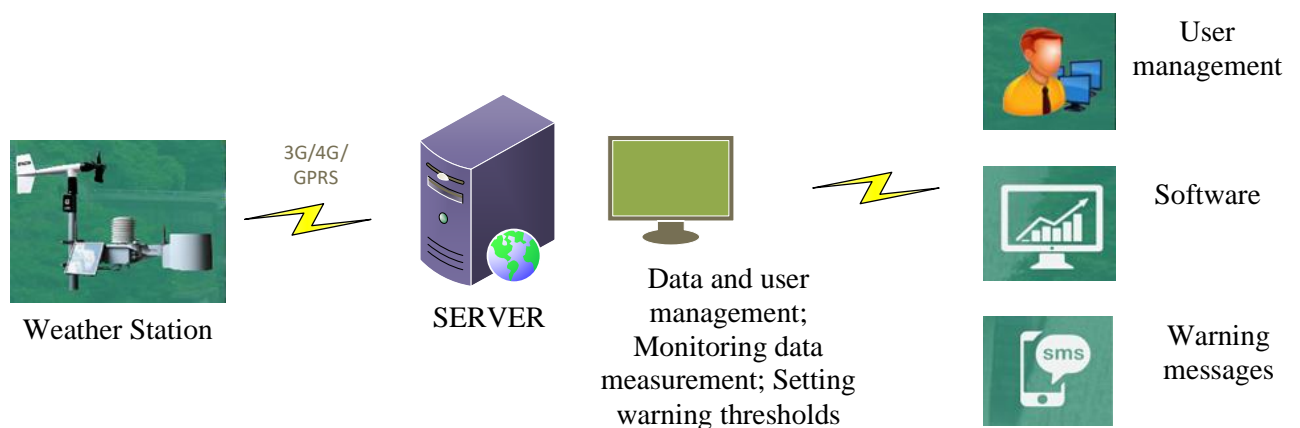 Weather Station
3G/4G/
GPRS
SERVER
Data and user
management;
Monitoring data
measurement; Setting
warning thresholds
User
management
Software
sms
Warning
messages